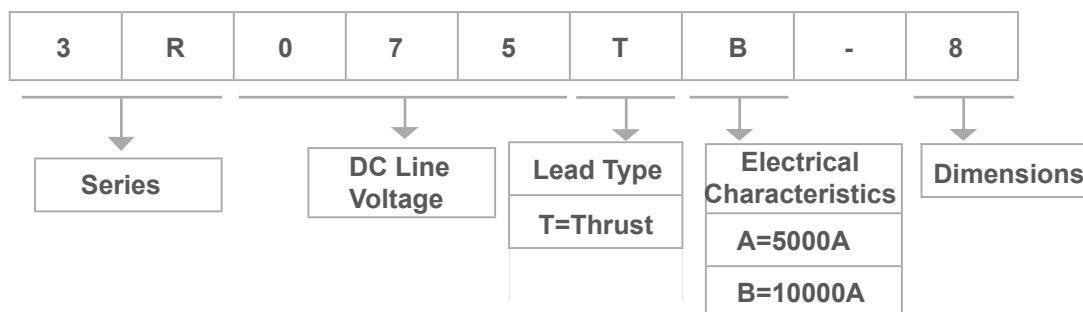 3 R 0 7 5 T B - 8
Series
DC Line
Voltage
Lead Type
T=Thrust
Electrical
Characteristics
A=5000A
B=10000A
Dimensions